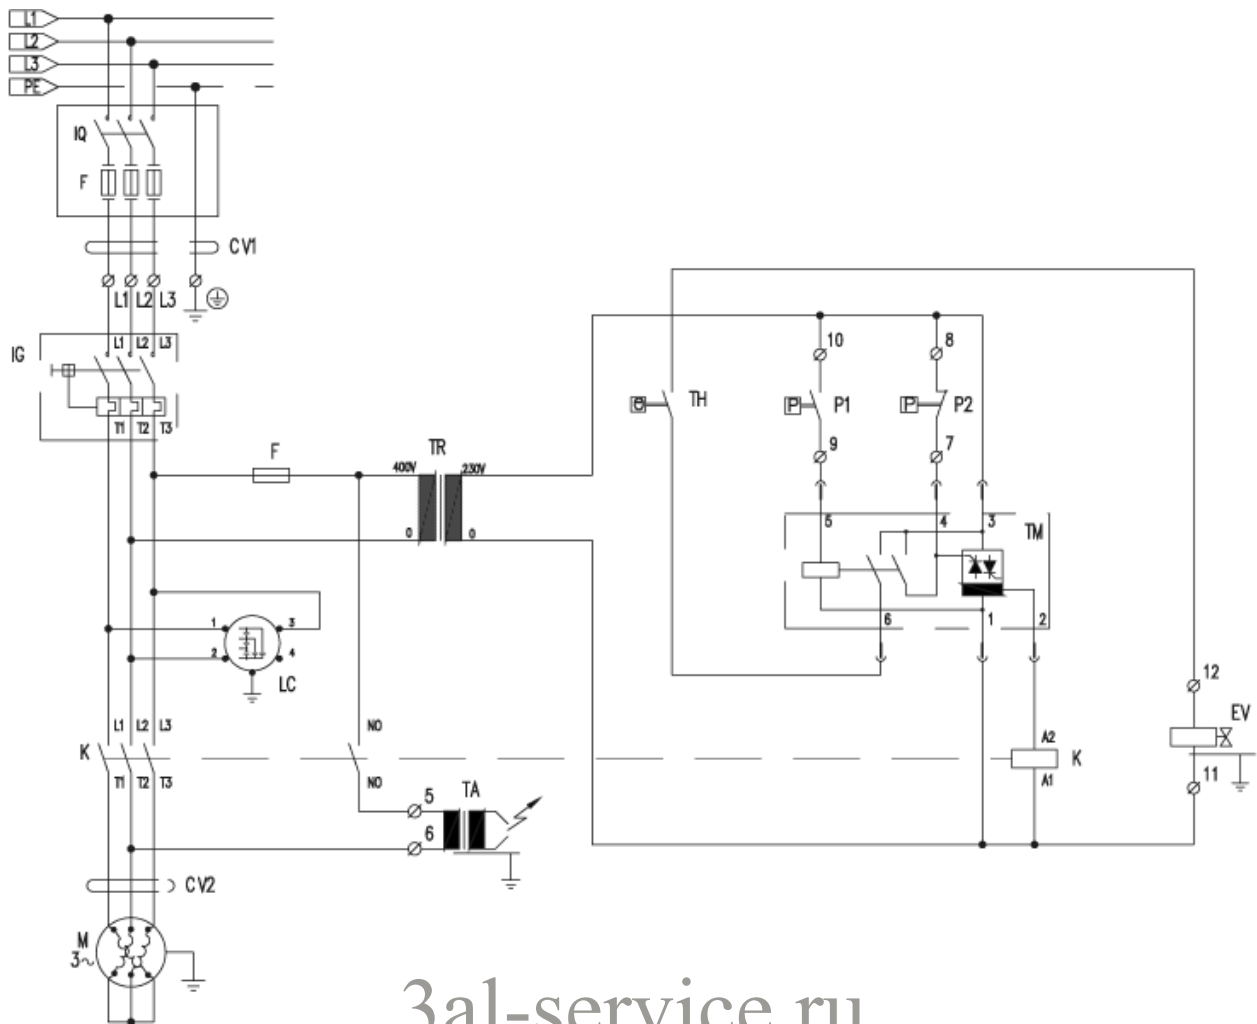 L1
L2
L3
PE
IQ
F
CV1
L1 L2 L3
IG
L1 L2 L3
T1 T2 T3
F
TR
400V 230V
0 0
TH
10
P1
9
8
P2
7
5 4 3
TM
6 1 2
1 3
2 4
LC
12
EV
11
L1 L2 L3
NO
K
T1 T2 T3
NO
A2
K
A1
TA
5
6
CV2
M
3~
3al-service.ru